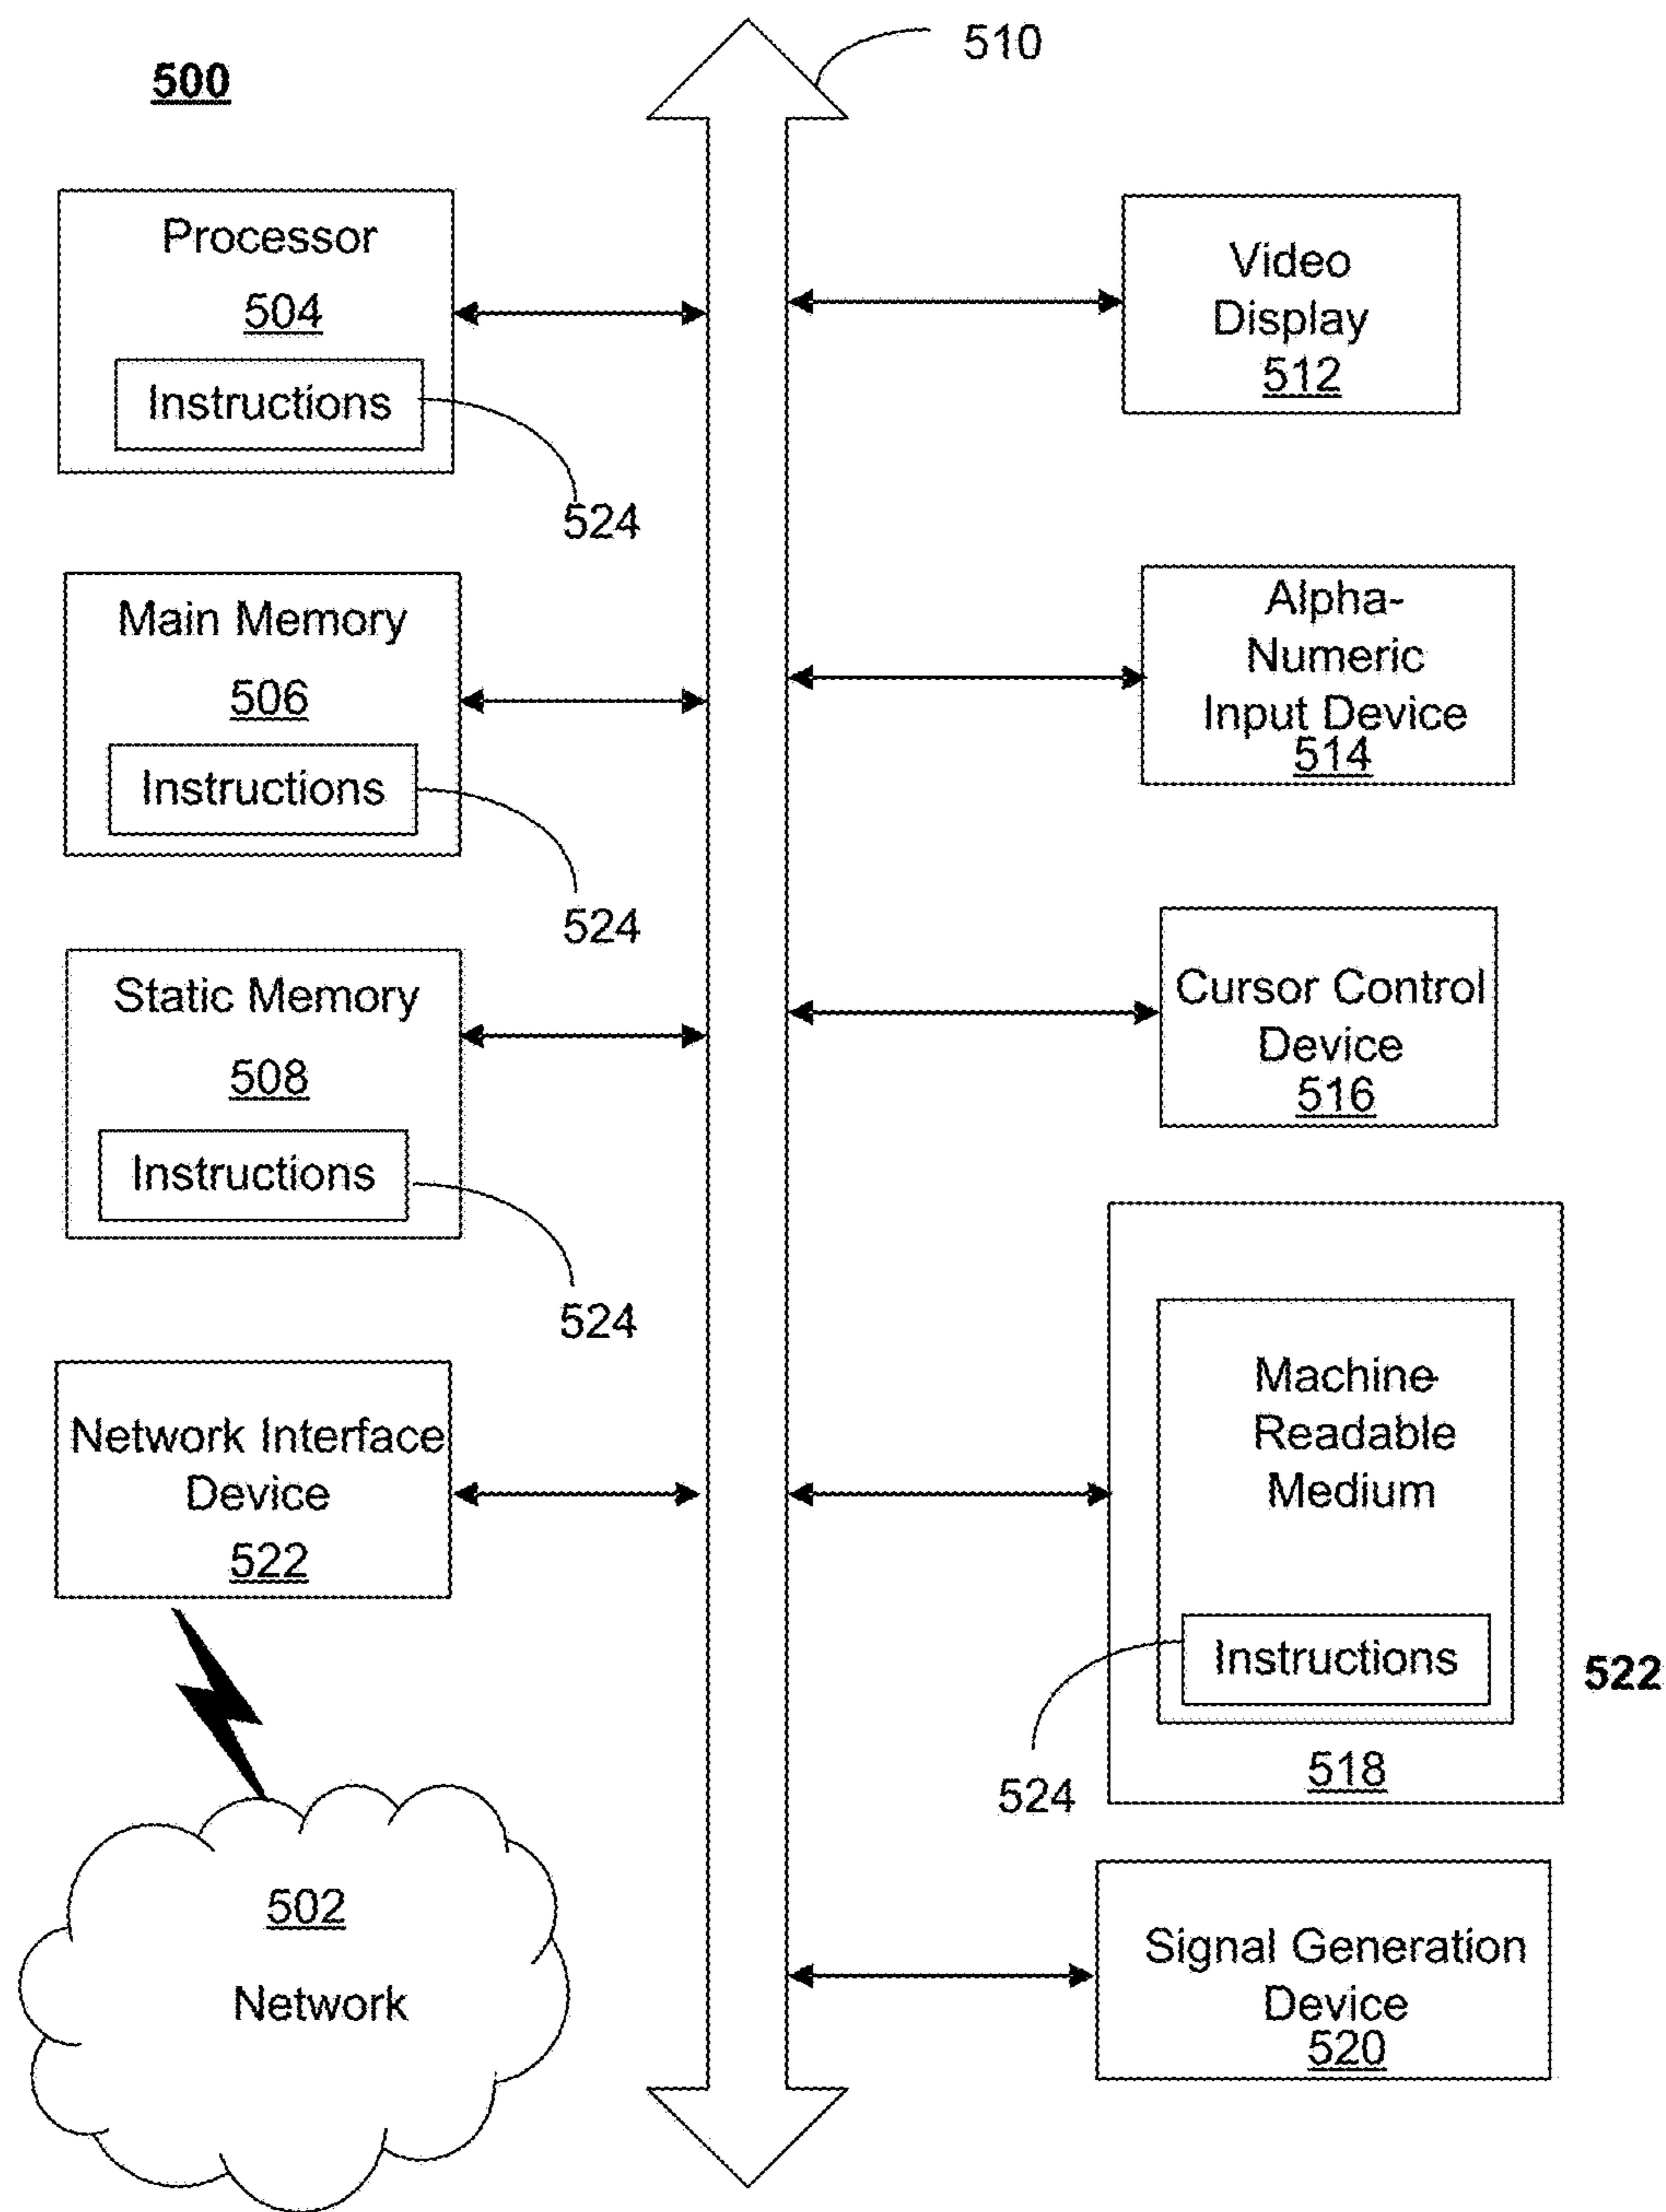 500
510
Processor
504
Instructions
524
Main Memory
506
Instructions
524
Static Memory
508
Instructions
524
Network Interface
Device
522
502
Network
Video
Display
512
Alpha-
Numeric
Input Device
514
Cursor Control
Device
516
Machine-
Readable
Medium
Instructions
524
518
522
Signal Generation
Device
520